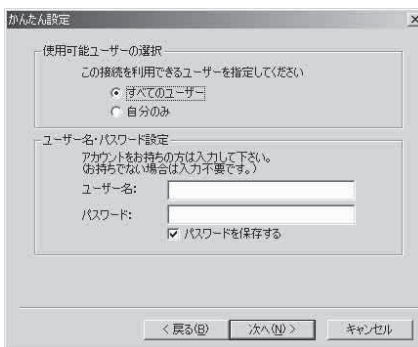 かんたん設定
使用可能ユーザーの選択
この接続を利用できるユーザーを指定してください
すべてのユーザー
自分のみ
ユーザー名・パスワード設定
アカウントをお持ちの方は入力して下さい。
(お持ちでない場合は入力不要です。)
ユーザー名:
パスワード:
パスワードを保存する
< 戻る(B) 次へ(N) > キャンセル